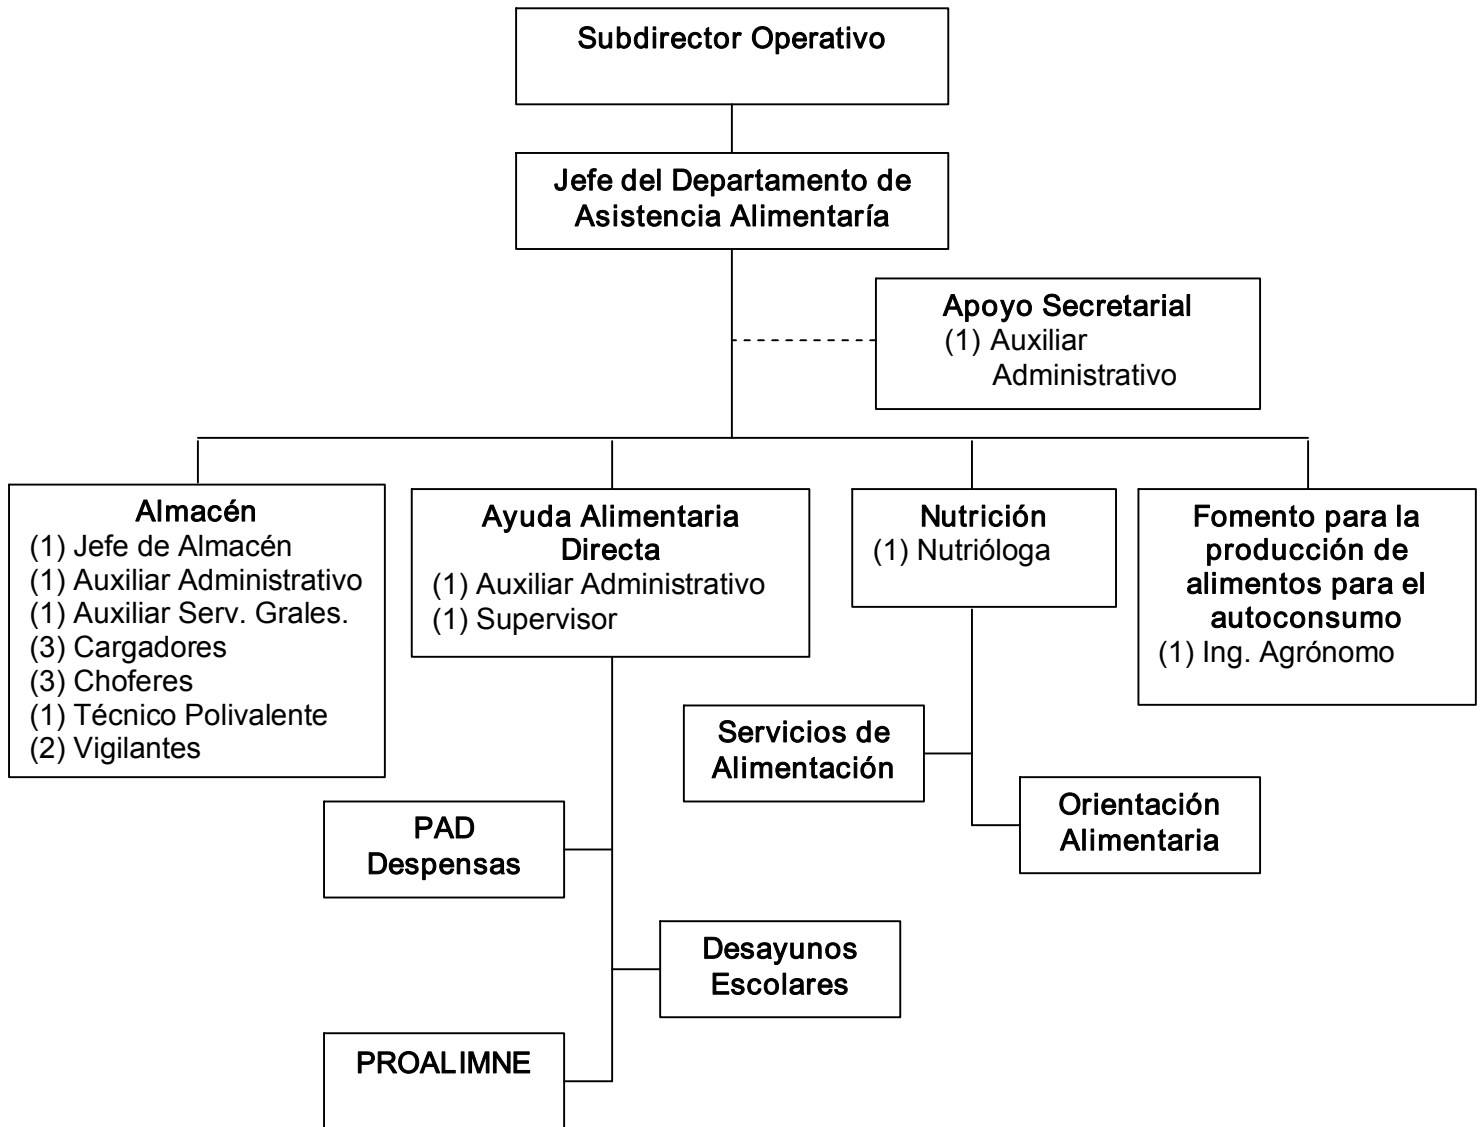 Subdirector Operativo
Jefe del Departamento de
Asistencia Alimentaría
Apoyo Secretarial
(1) Auxiliar
Administrativo
Almacén
(1) Jefe de Almacén
(1) Auxiliar Administrativo
(1) Auxiliar Serv. Grales.
(3) Cargadores
(3) Choferes
(1) Técnico Polivalente
(2) Vigilantes
Ayuda Alimentaria
Directa
(1) Auxiliar Administrativo
(1) Supervisor
Nutrición
(1) Nutrióloga
Fomento para la
producción de
alimentos para el
autoconsumo
(1) Ing. Agrónomo
Servicios de
Alimentación
Orientación
Alimentaria
PAD
Despensas
Desayunos
Escolares
PROALIMNE